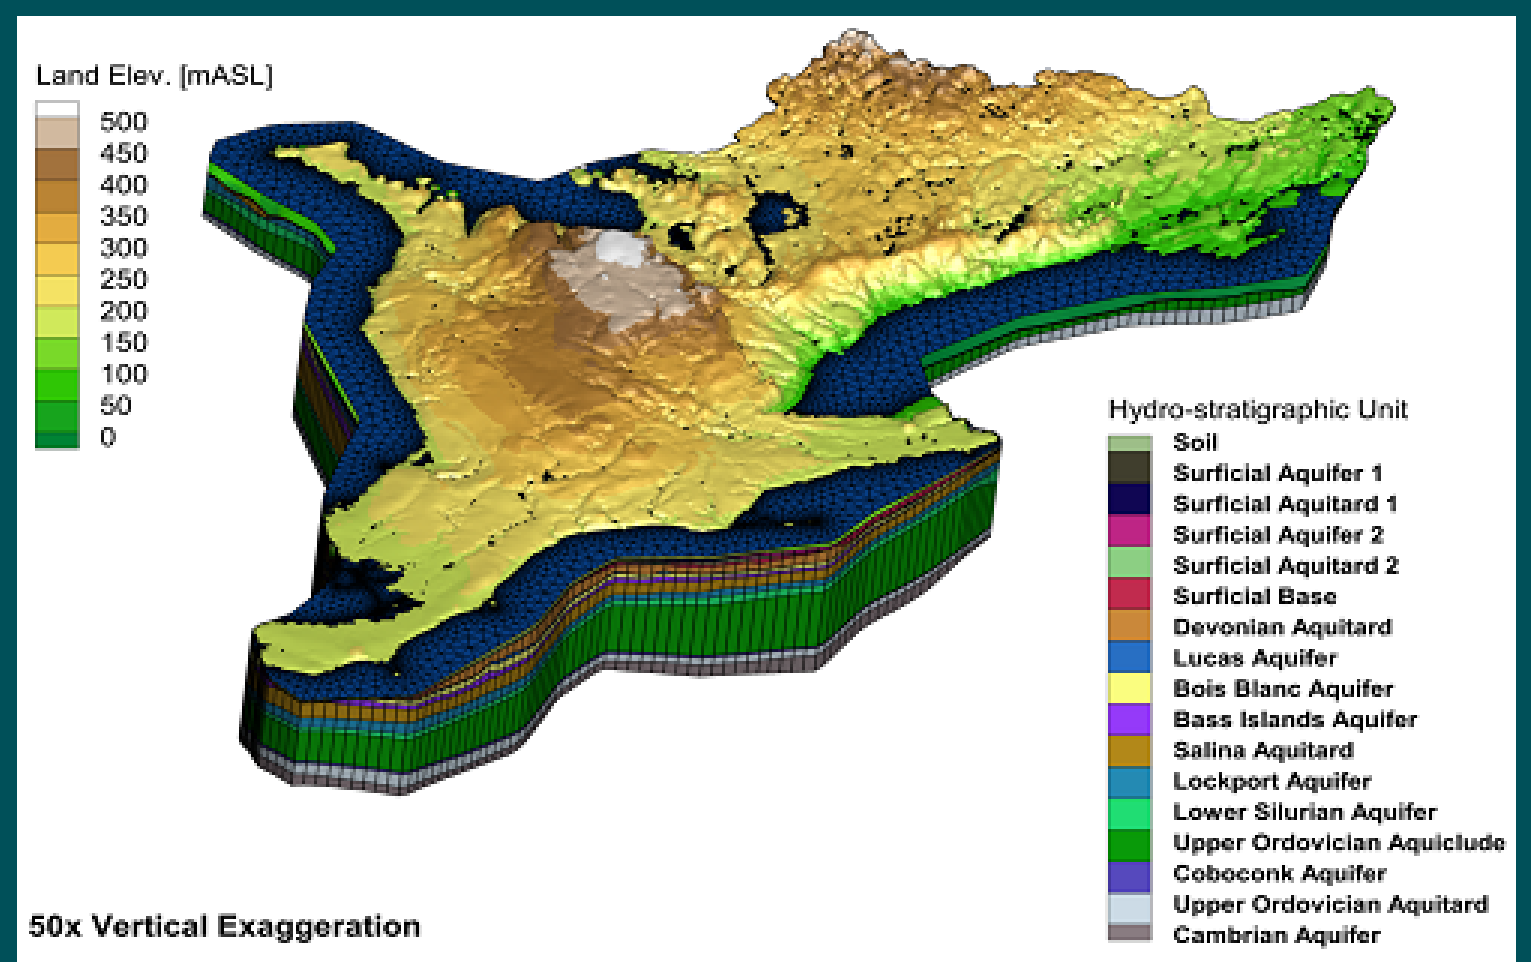 Land Elev. [mASL]
500
450
400
350
300
250
200
150
100
50
0
Hydro-stratigraphic Unit
Soil
Surficial Aquifer 1
Surficial Aquitard 1
Surficial Aquifer 2
Surficial Aquitard 2
Surficial Base
Devonian Aquitard
Lucas Aquifer
Bois Blanc Aquifer
Bass Islands Aquifer
Salina Aquitard
Lockport Aquifer
Lower Silurian Aquifer
Upper Ordovician Aquiclude
Coboconk Aquifer
Upper Ordovician Aquitard
Cambrian Aquifer
50x Vertical Exaggeration